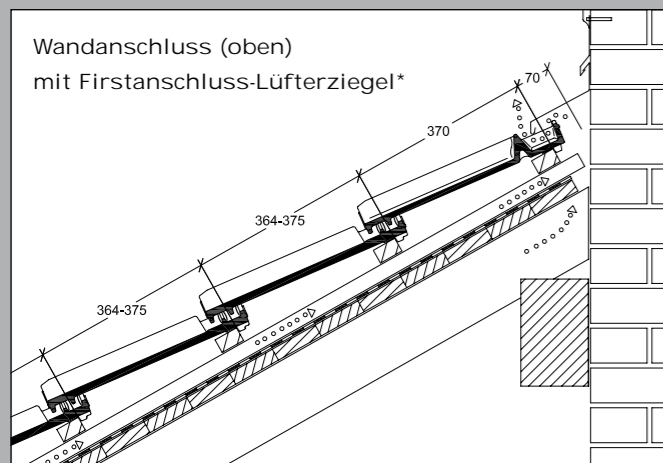 Wandanschluss (oben)
mit Firstanschluss-Lüfterziegel*
70
370
364-375
364-375